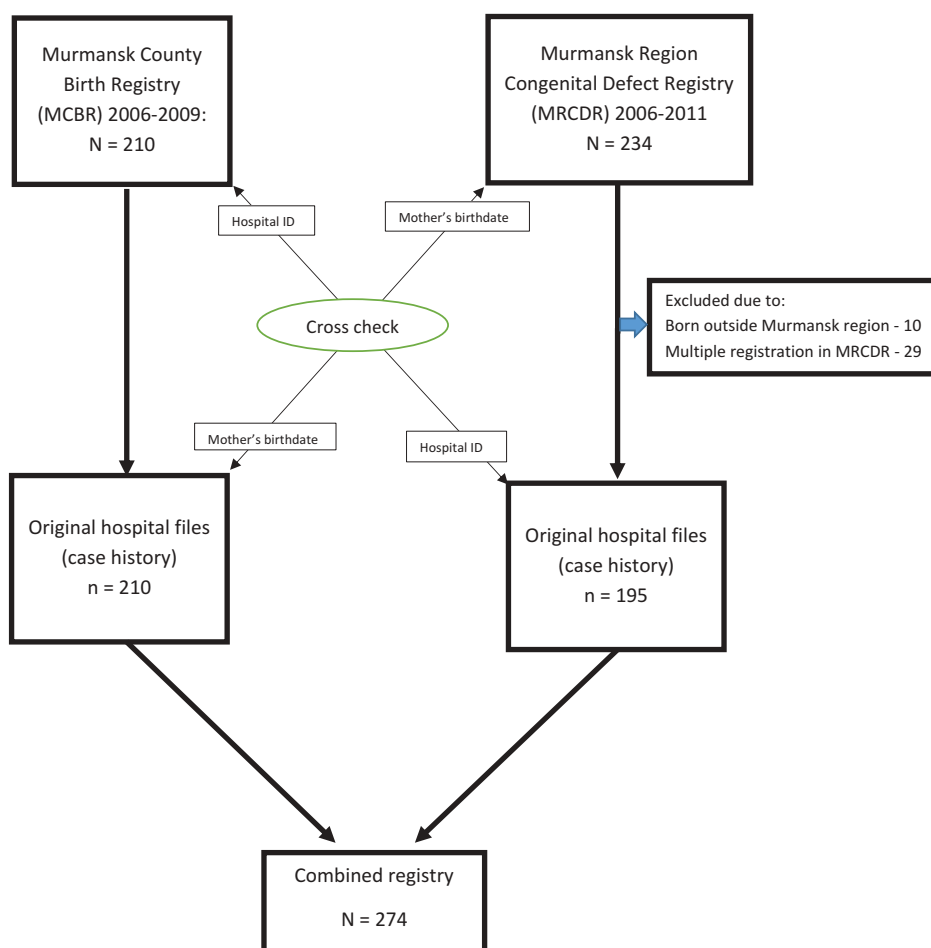 Murmansk County
Birth Registry
(MCBR) 2006-2009:
N = 210
Murmansk Region
Congenital Defect Registry
(MRCDR) 2006-2011
N = 234
Hospital ID
Mother's birthdate
Cross check
Excluded due to:
Born outside Murmansk region - 10
Multiple registration in MRCDR - 29
Mother's birthdate
Hospital ID
Original hospital files
(case history)
n = 210
Original hospital files
(case history)
n = 195
Combined registry
N = 274